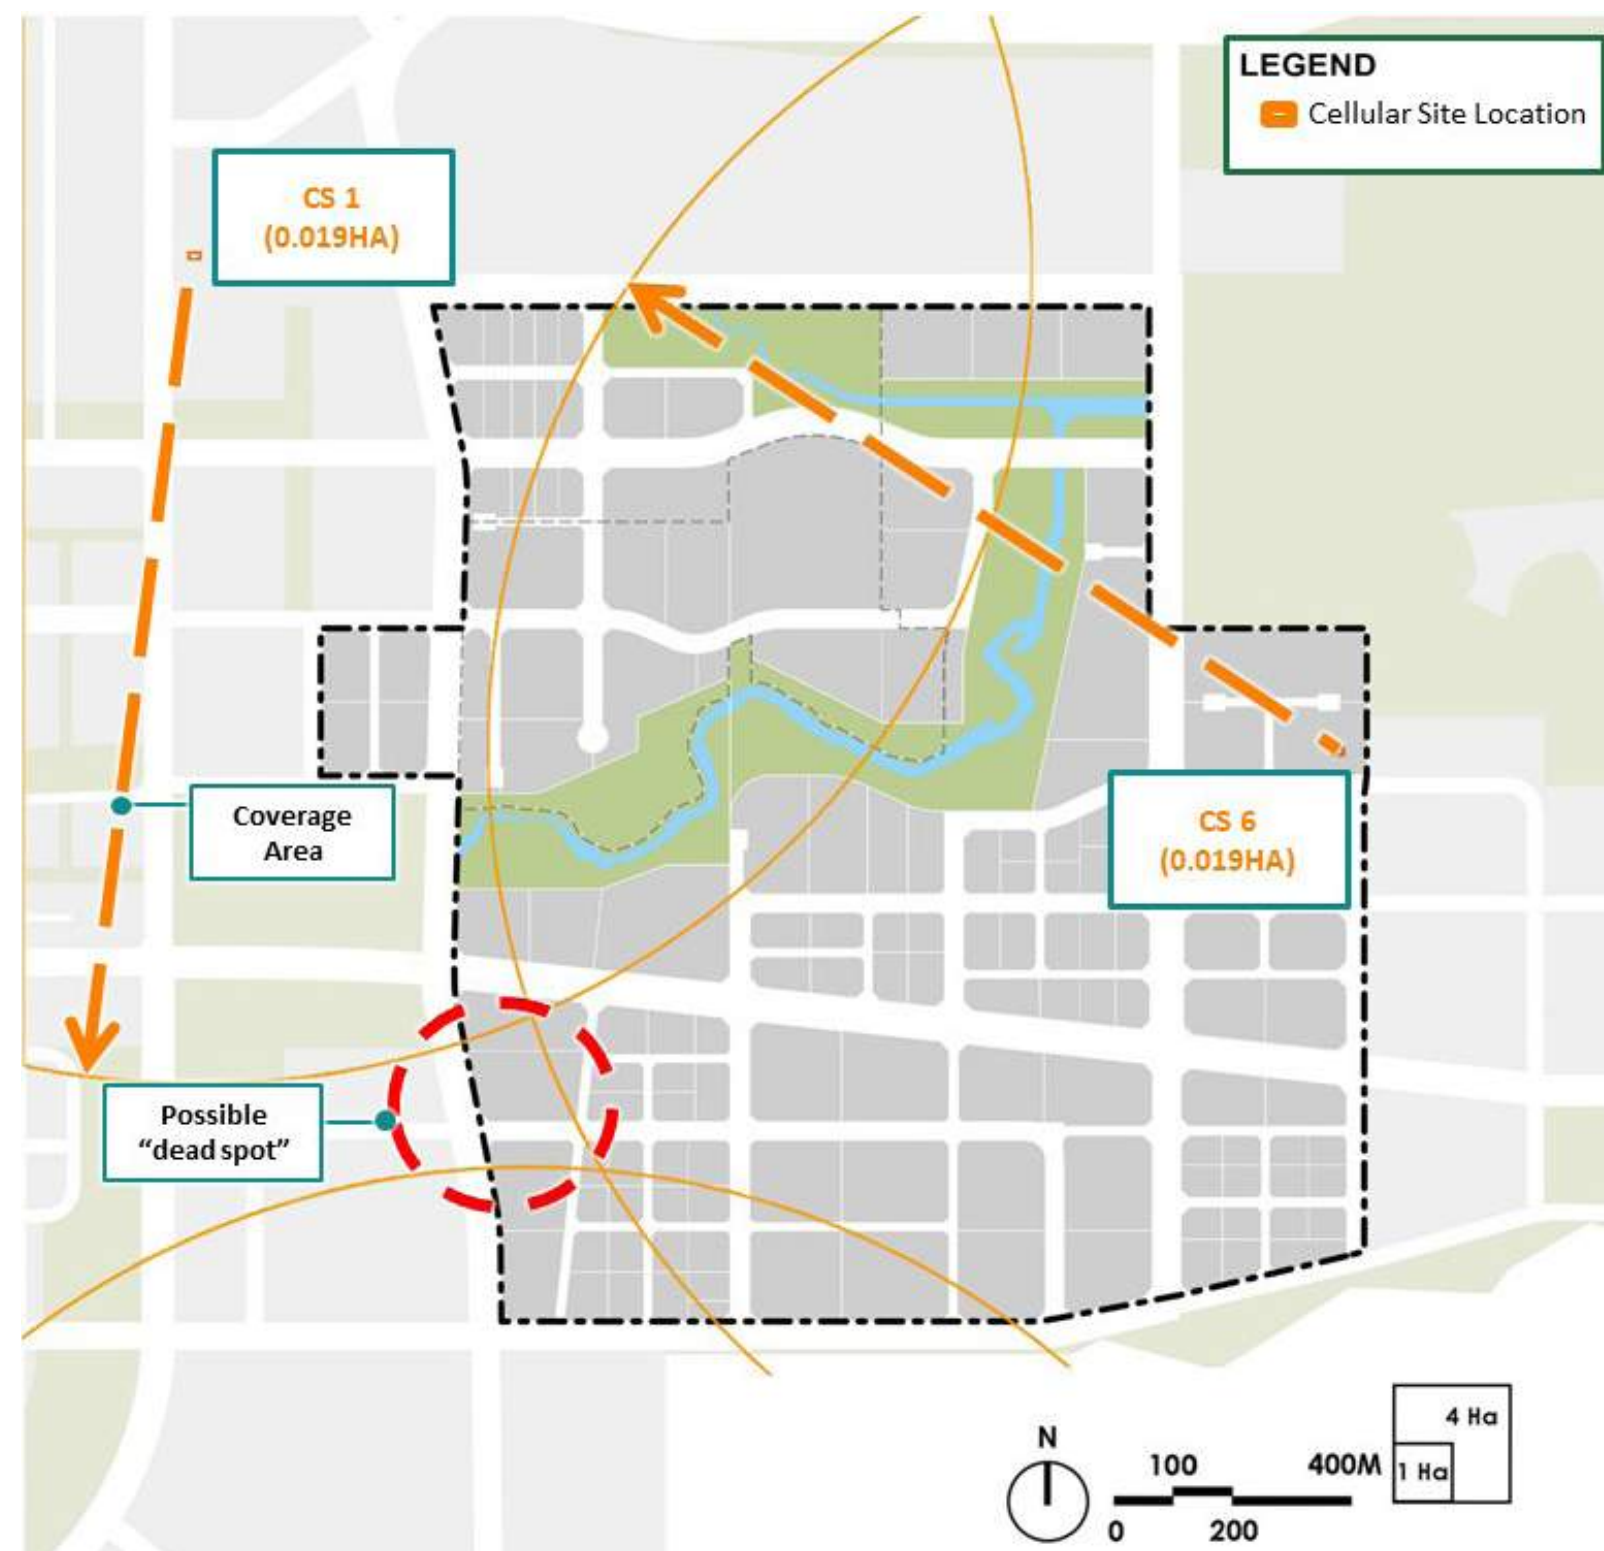 LEGEND
Cellular Site Location
CS 1
(0.019HA)
Coverage
Area
CS 6
(0.019HA)
Possible
“dead spot”
N
100
400M
0
200
4 Ha
1 Ha